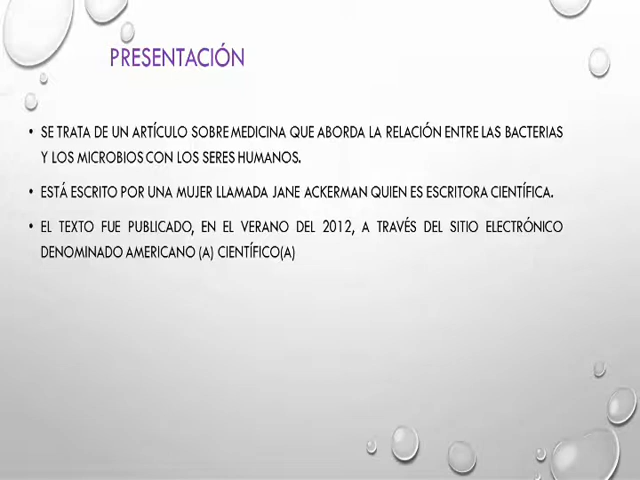 PRESENTACIÓN
• SE TRATA DE UN ARTÍCULO SOBRE MEDICINA QUE ABORDA LA RELACIÓN ENTRE LAS BACTERIAS
Y LOS MICROBIOS CON LOS SERES HUMANOS.
• ESTÁ ESCRITO POR UNA MUJER LLAMADA JANE ACKERMAN QUIEN ES ESCRITORA CIENTÍFICA.
• EL TEXTO FUE PUBLICADO, EN EL VERANO DEL 2012, A TRAVÉS DEL SITIO ELECTRÓNICO
DENOMINADO AMERICANO (A) CIENTÍFICO(A)